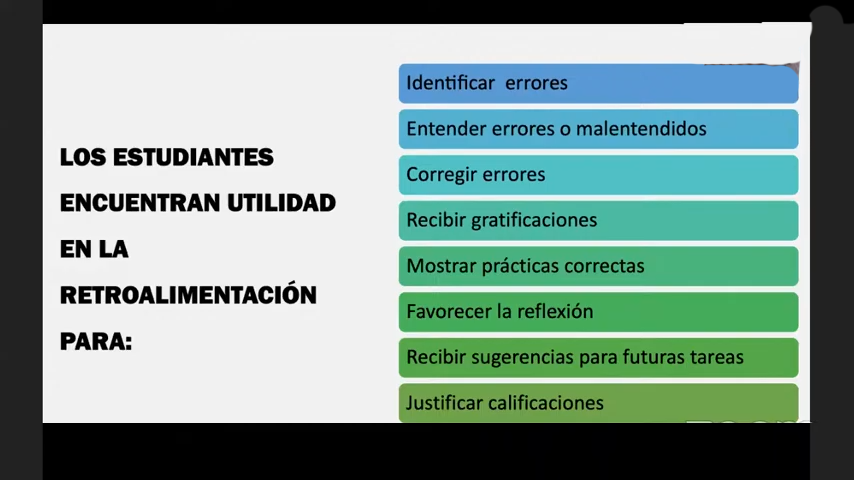 LOS ESTUDIANTES
ENCUENTRAN UTILIDAD
EN LA
RETROALIMENTACIÓN
PARA:
Identificar errores
Entender errores o malentendidos
Corregir errores
Recibir gratificaciones
Mostrar prácticas correctas
Favorecer la reflexión
Recibir sugerencias para futuras tareas
Justificar calificaciones